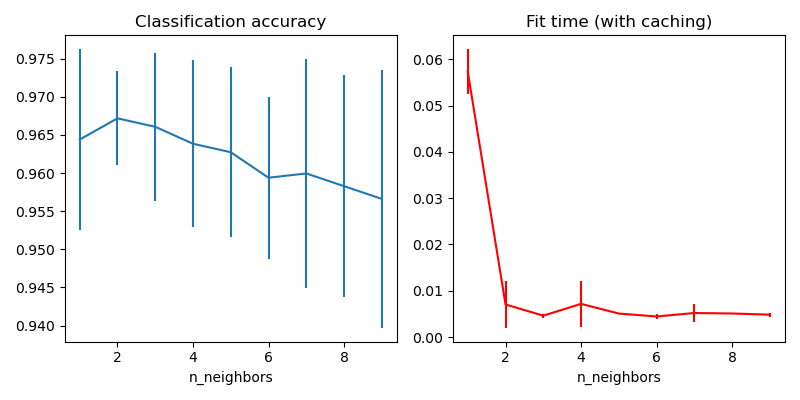 Classification accuracy
0.975
0.970
0.965
0.960
0.955
0.950
0.945
0.940
2 4 6 8
n_neighbors
Fit time (with caching)
0.06
0.05
0.04
0.03
0.02
0.01
0.00
2 4 6 8
n_neighbors